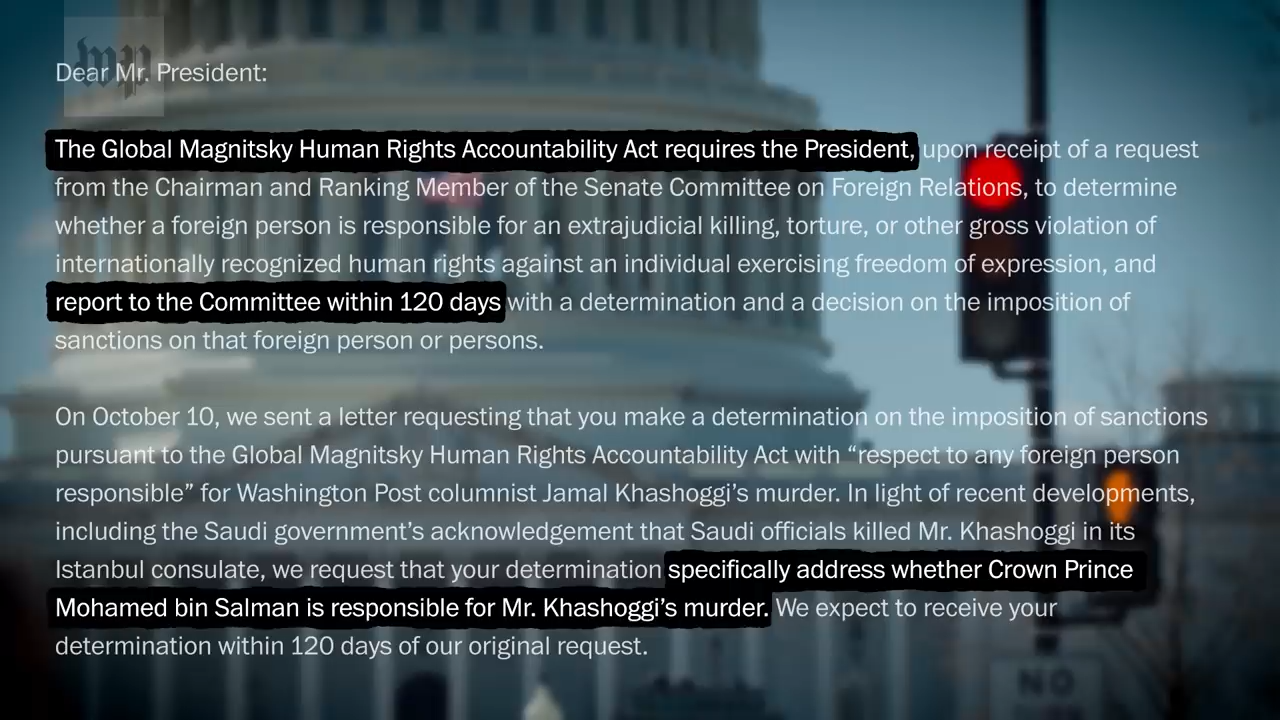 wp
Dear Mr. President:
The Global Magnitsky Human Rights Accountability Act requires the President, upon receipt of a request
from the Chairman and Ranking Member of the Senate Committee on Foreign Relations, to determine
whether a foreign person is responsible for an extrajudicial killing, torture, or other gross violation of
internationally recognized human rights against an individual exercising freedom of expression, and
report to the Committee within 120 days with a determination and a decision on the imposition of
sanctions on that foreign person or persons.
On October 10, we sent a letter requesting that you make a determination on the imposition of sanctions
pursuant to the Global Magnitsky Human Rights Accountability Act with “respect to any foreign person
responsible” for Washington Post columnist Jamal Khashoggi’s murder. In light of recent developments,
including the Saudi government’s acknowledgement that Saudi officials killed Mr. Khashoggi in its
Istanbul consulate, we request that your determination specifically address whether Crown Prince
Mohamed bin Salman is responsible for Mr. Khashoggi’s murder. We expect to receive your
determination within 120 days of our original request.
NO